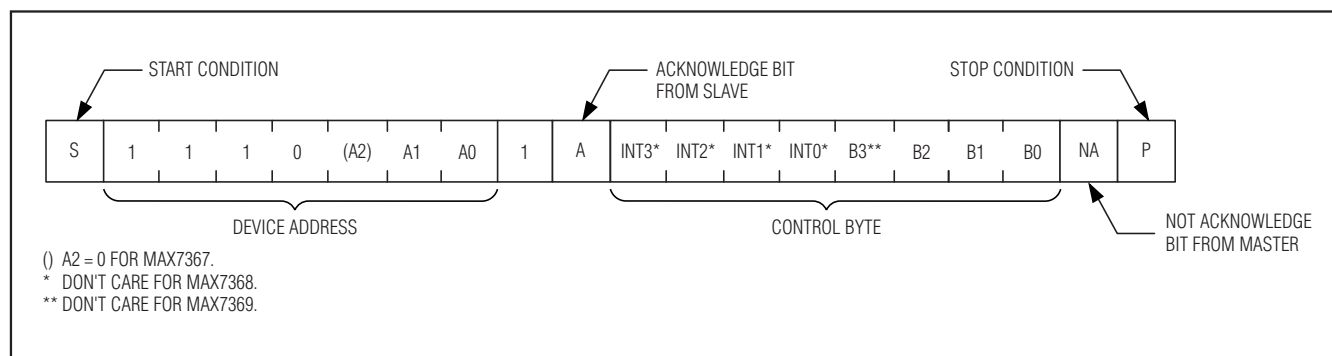 START CONDITION
ACKNOWLEDGE BIT
FROM SLAVE
STOP CONDITION
S 1 1 1 0 (A2) A1 A0 1 A INT3* INT2* INT1* INT0* B3** B2 B1 B0 NA P
DEVICE ADDRESS
CONTROL BYTE
NOT ACKNOWLEDGE
BIT FROM MASTER
() A2 = 0 FOR MAX7367.
* DON'T CARE FOR MAX7368.
** DON'T CARE FOR MAX7369.